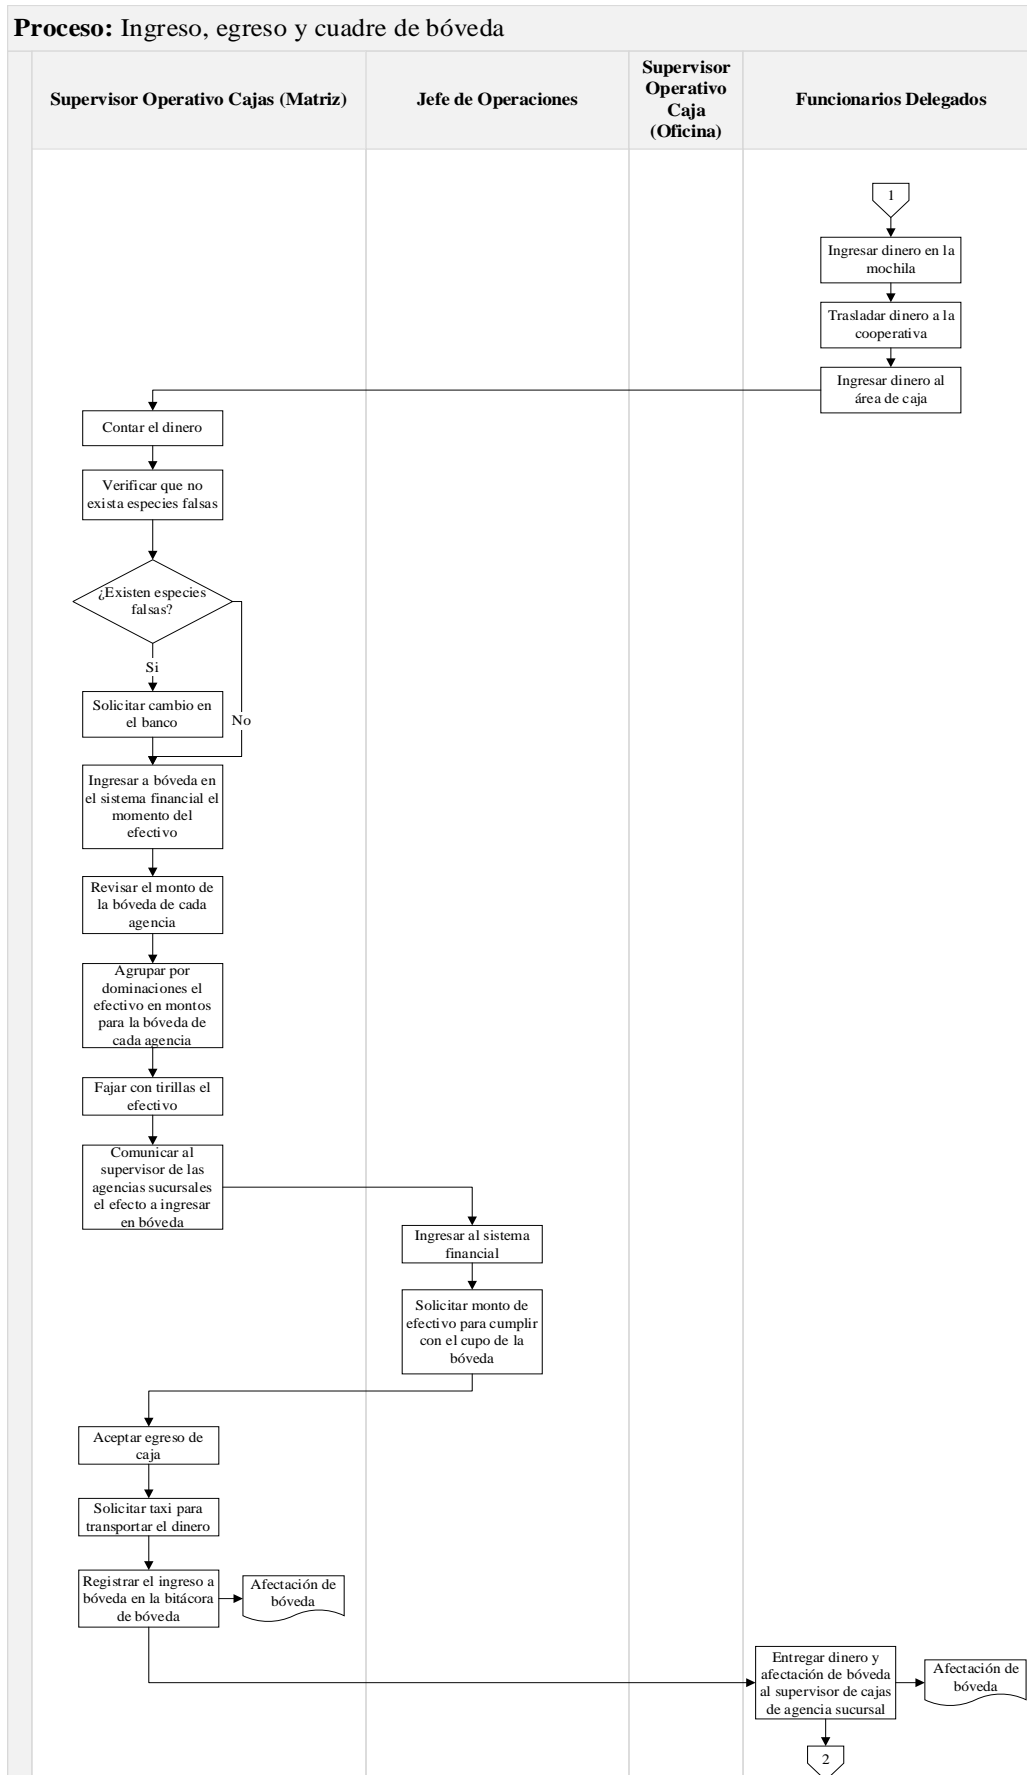 Proceso: Ingreso, egreso y cuadre de bóveda
Supervisor Operativo Cajas (Matriz)
Jefe de Operaciones
Supervisor
Operativo
Caja
(Oficina)
Funcionarios Delegados
1
Ingresar dinero en la
mochila
Trasladar dinero a la
cooperativa
Ingresar dinero al
área de caja
Contar el dinero
Verificar que no
exista especies falsas
¿Existen especies
falsas?
Si
Solicitar cambio en
el banco
No
Ingresar a bóveda en
el sistema financial el
momento del
efectivo
Revisar el monto de
la bóveda de cada
agencia
Agrupar por
dominaciones el
efectivo en montos
para la bóveda de
cada agencia
Fajar con tirillas el
efectivo
Comunicar al
supervisor de las
agencias sucursales
el efecto a ingresar
en bóveda
Ingresar al sistema
financial
Solicitar monto de
efectivo para cumplir
con el cupo de la
bóveda
Aceptar egreso de
caja
Solicitar taxi para
transportar el dinero
Registrar el ingreso a
bóveda en la bitácora
de bóveda
Afectación de
bóveda
Entregar dinero y
afectación de bóveda
al supervisor de cajas
de agencia sucursal
Afectación de
bóveda
2